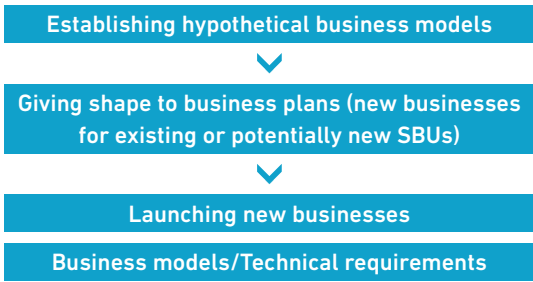 Establishing hypothetical business models
Giving shape to business plans (new businesses
for existing or potentially new SBUs)
Launching new businesses
Business models/Technical requirements